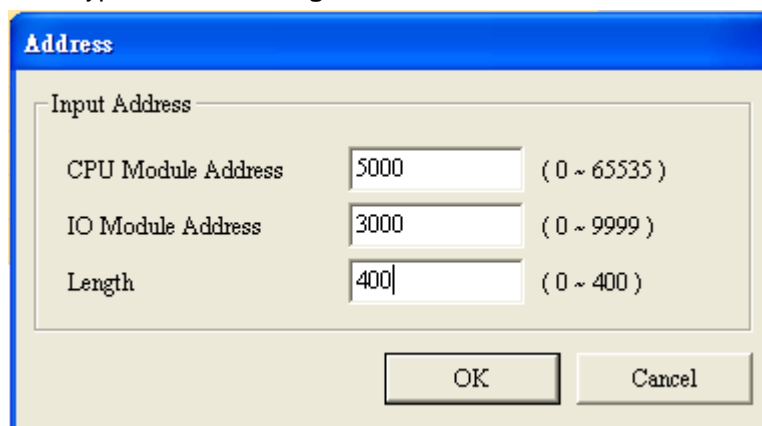 Address
Input Address
CPU Module Address 5000 ( 0 ~ 65535 )
IO Module Address 3000 ( 0 ~ 9999 )
Length 400 ( 0 ~ 400 )
OK Cancel